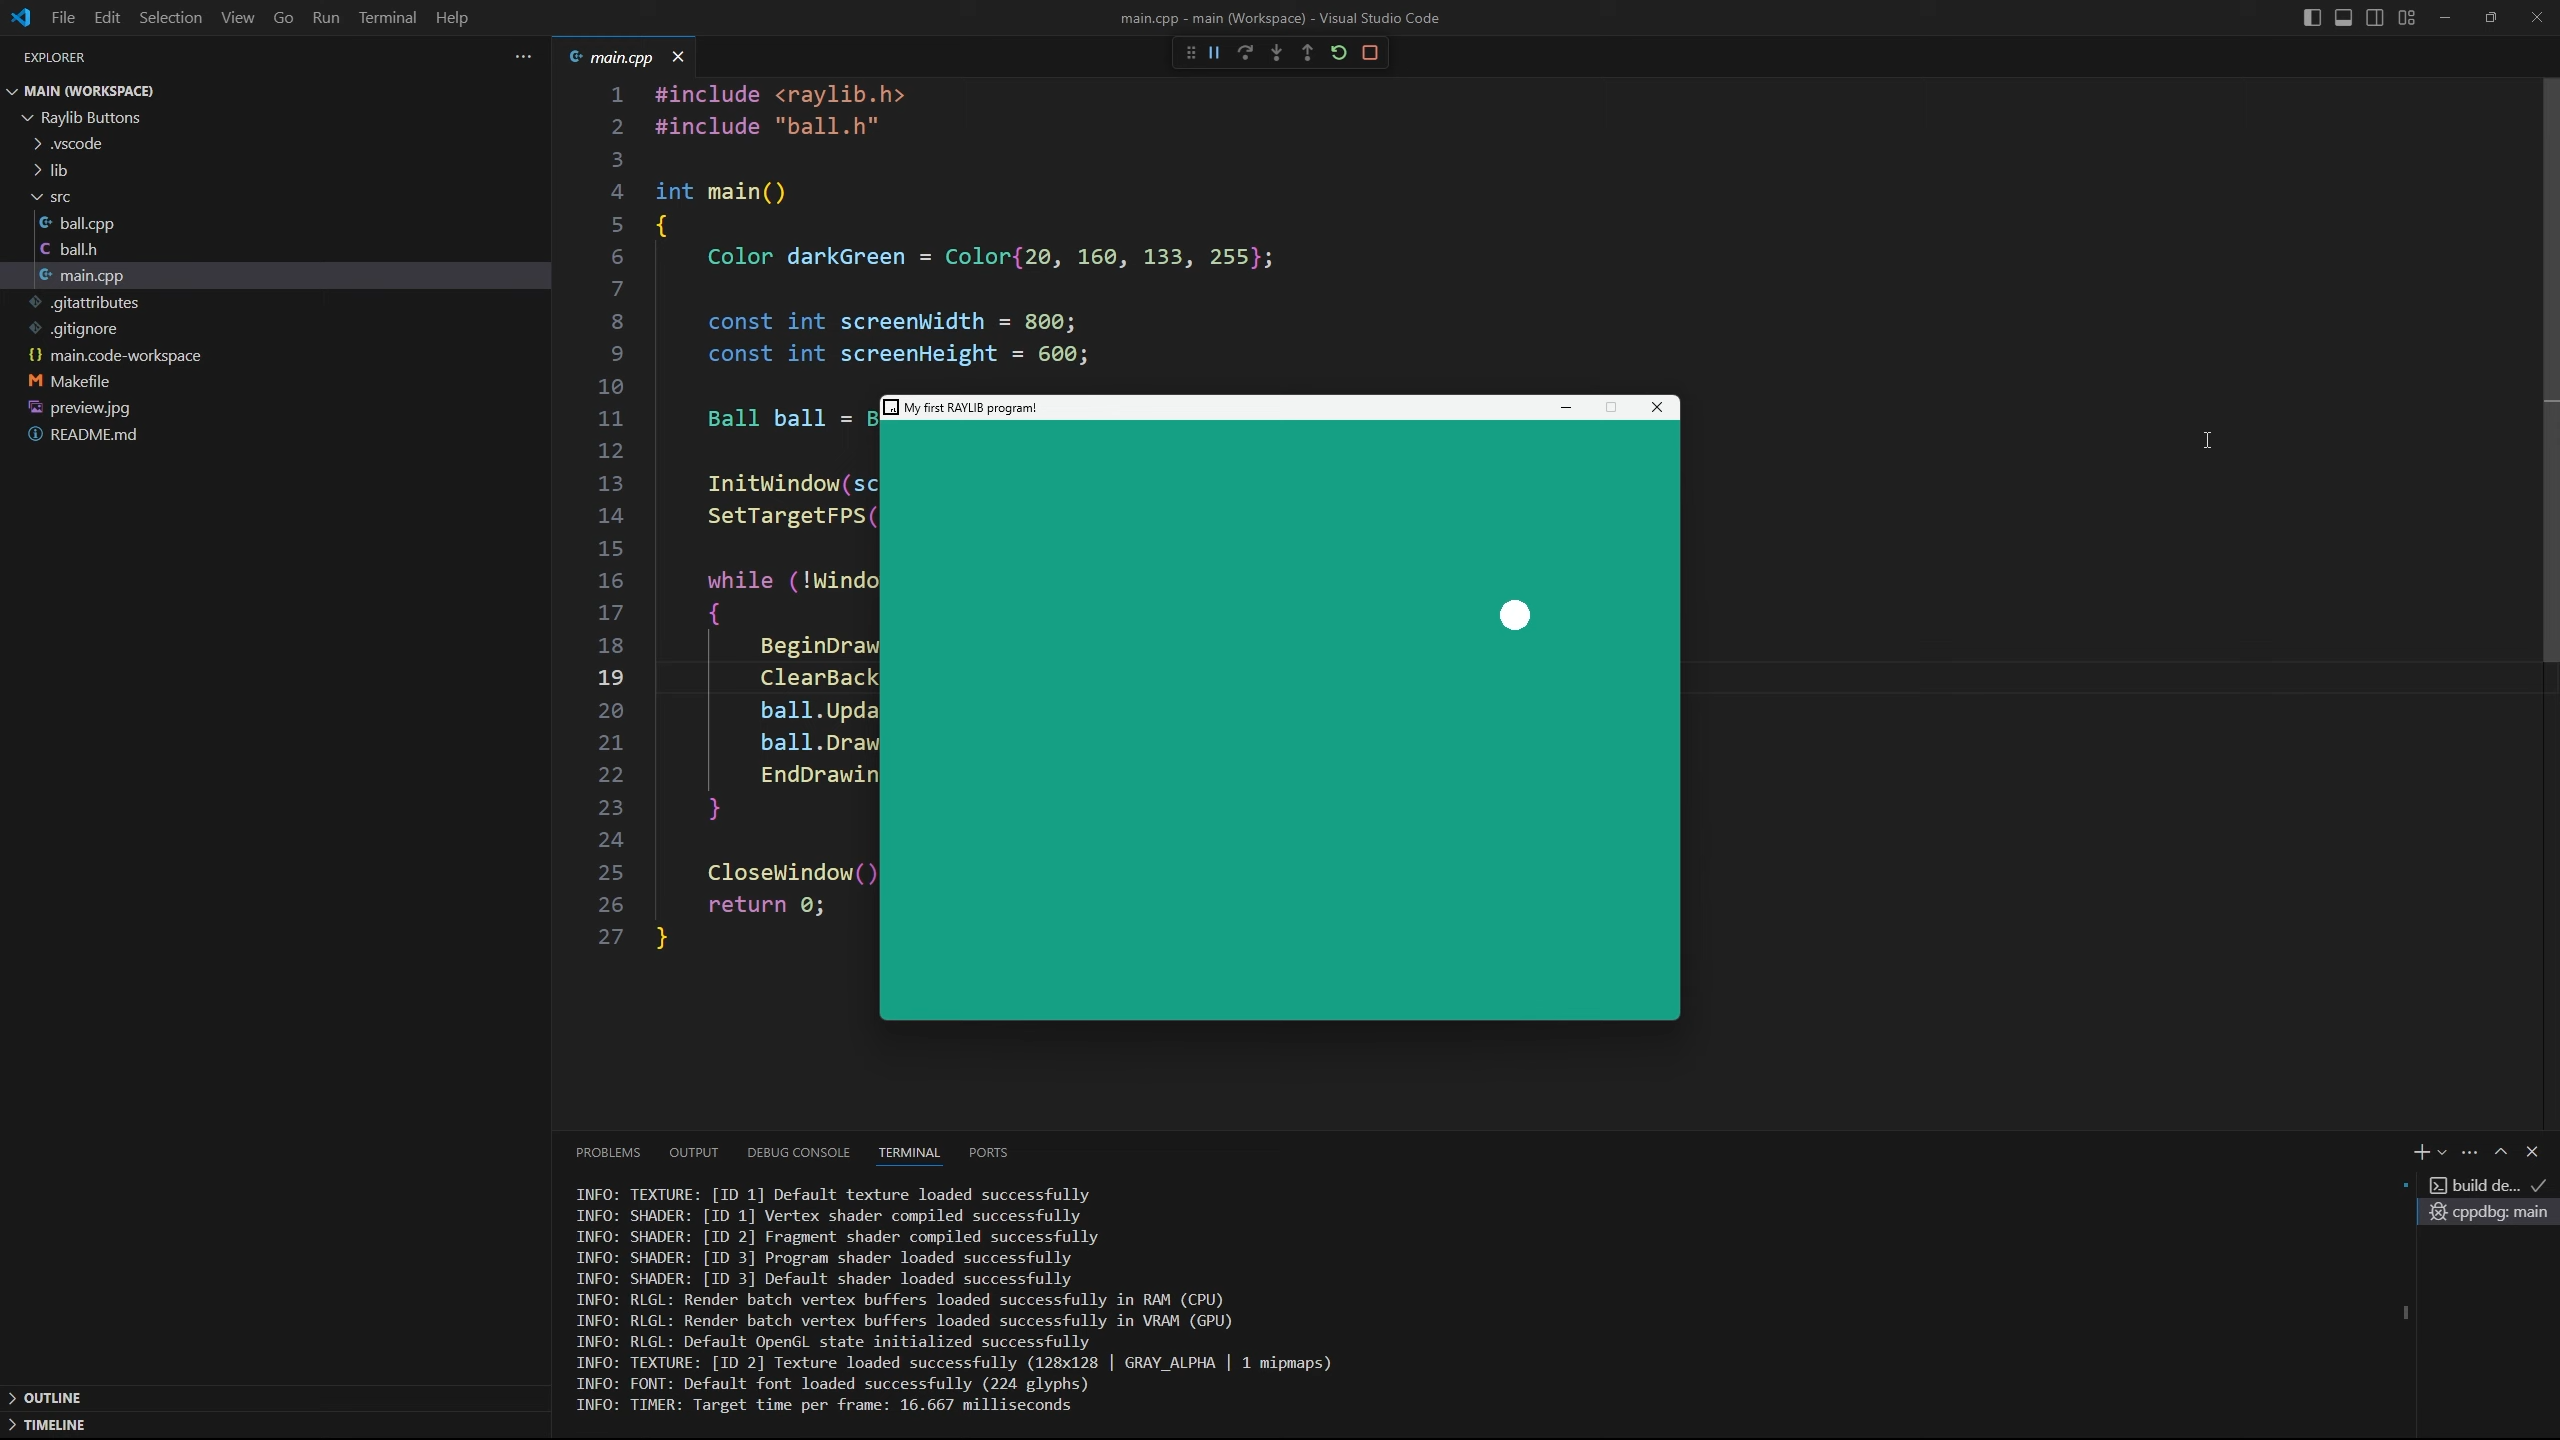 File Edit Selection View Go Run Terminal Help
main.cpp - main (Workspace) - Visual Studio Code
EXPLORER
MAIN (WORKSPACE)
Raylib Buttons
.vscode
lib
src
ball.cpp
ball.h
main.cpp
.gitattributes
.gitignore
main.code-workspace
Makefile
preview.jpg
README.md
OUTLINE
TIMELINE
main.cpp
1 #include <raylib.h>
2 #include "ball.h"
3
4 int main()
5 {
6 Color darkGreen = Color{20, 160, 133, 255};
7
8 const int screenWidth = 800;
9 const int screenHeight = 600;
10
11 Ball ball = B
12
13 InitWindow(sc
14 SetTargetFPS(
15
16 while (!Windo
17 {
18 BeginDraw
19 ClearBack
20 ball.Upda
21 ball.Draw
22 EndDrawin
23 }
24
25 CloseWindow()
26 return 0;
27 }
My first RAYLIB program!
PROBLEMS OUTPUT DEBUG CONSOLE TERMINAL PORTS
INFO: TEXTURE: [ID 1] Default texture loaded successfully
INFO: SHADER: [ID 1] Vertex shader compiled successfully
INFO: SHADER: [ID 2] Fragment shader compiled successfully
INFO: SHADER: [ID 3] Program shader loaded successfully
INFO: SHADER: [ID 3] Default shader loaded successfully
INFO: RLGL: Render batch vertex buffers loaded successfully in RAM (CPU)
INFO: RLGL: Render batch vertex buffers loaded successfully in VRAM (GPU)
INFO: RLGL: Default OpenGL state initialized successfully
INFO: TEXTURE: [ID 2] Texture loaded successfully (128x128 | GRAY_ALPHA | 1 mipmaps)
INFO: FONT: Default font loaded successfully (224 glyphs)
INFO: TIMER: Target time per frame: 16.667 milliseconds
build de...
cppdbg: main